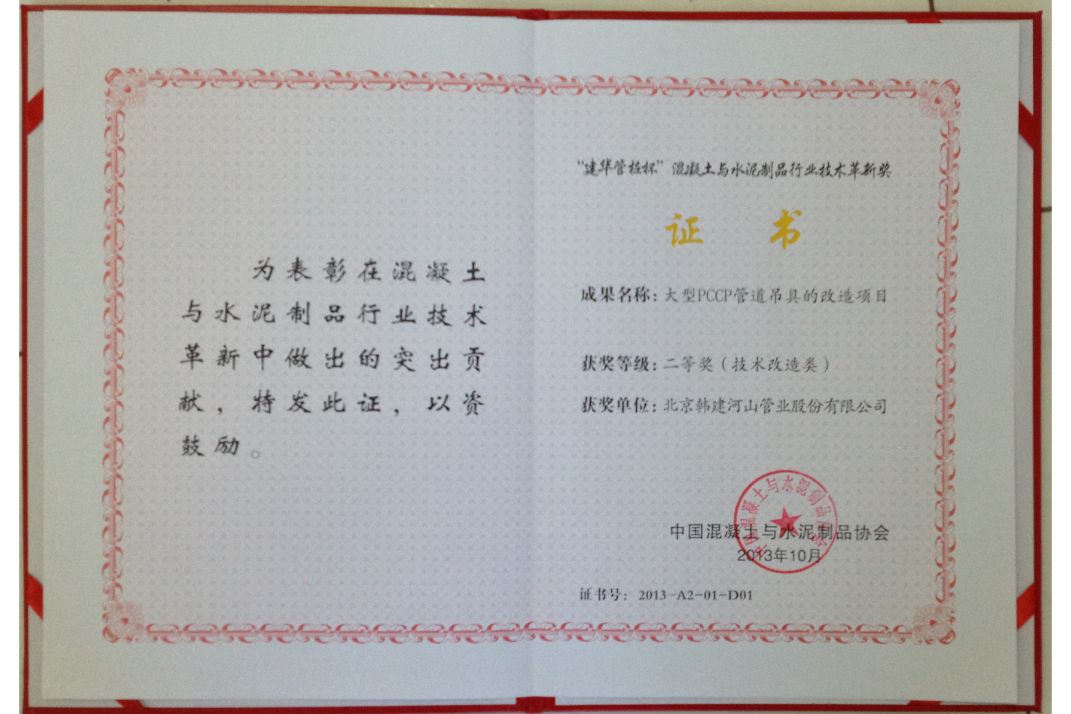 为表彰在混凝土
与水泥制品行业技术
革新中做出的突出贡
献，特发此证，以资
鼓励。
“建华管桩杯”混凝土与水泥制品行业技术革新奖
证书
成果名称：大型PCCP管道吊具的改造项目
获奖等级：二等奖（技术改造类）
获奖单位：北京韩建河山管业股份有限公司
中国混凝土与水泥制品协会
2013年10月
证书号：2013-A2-01-D01